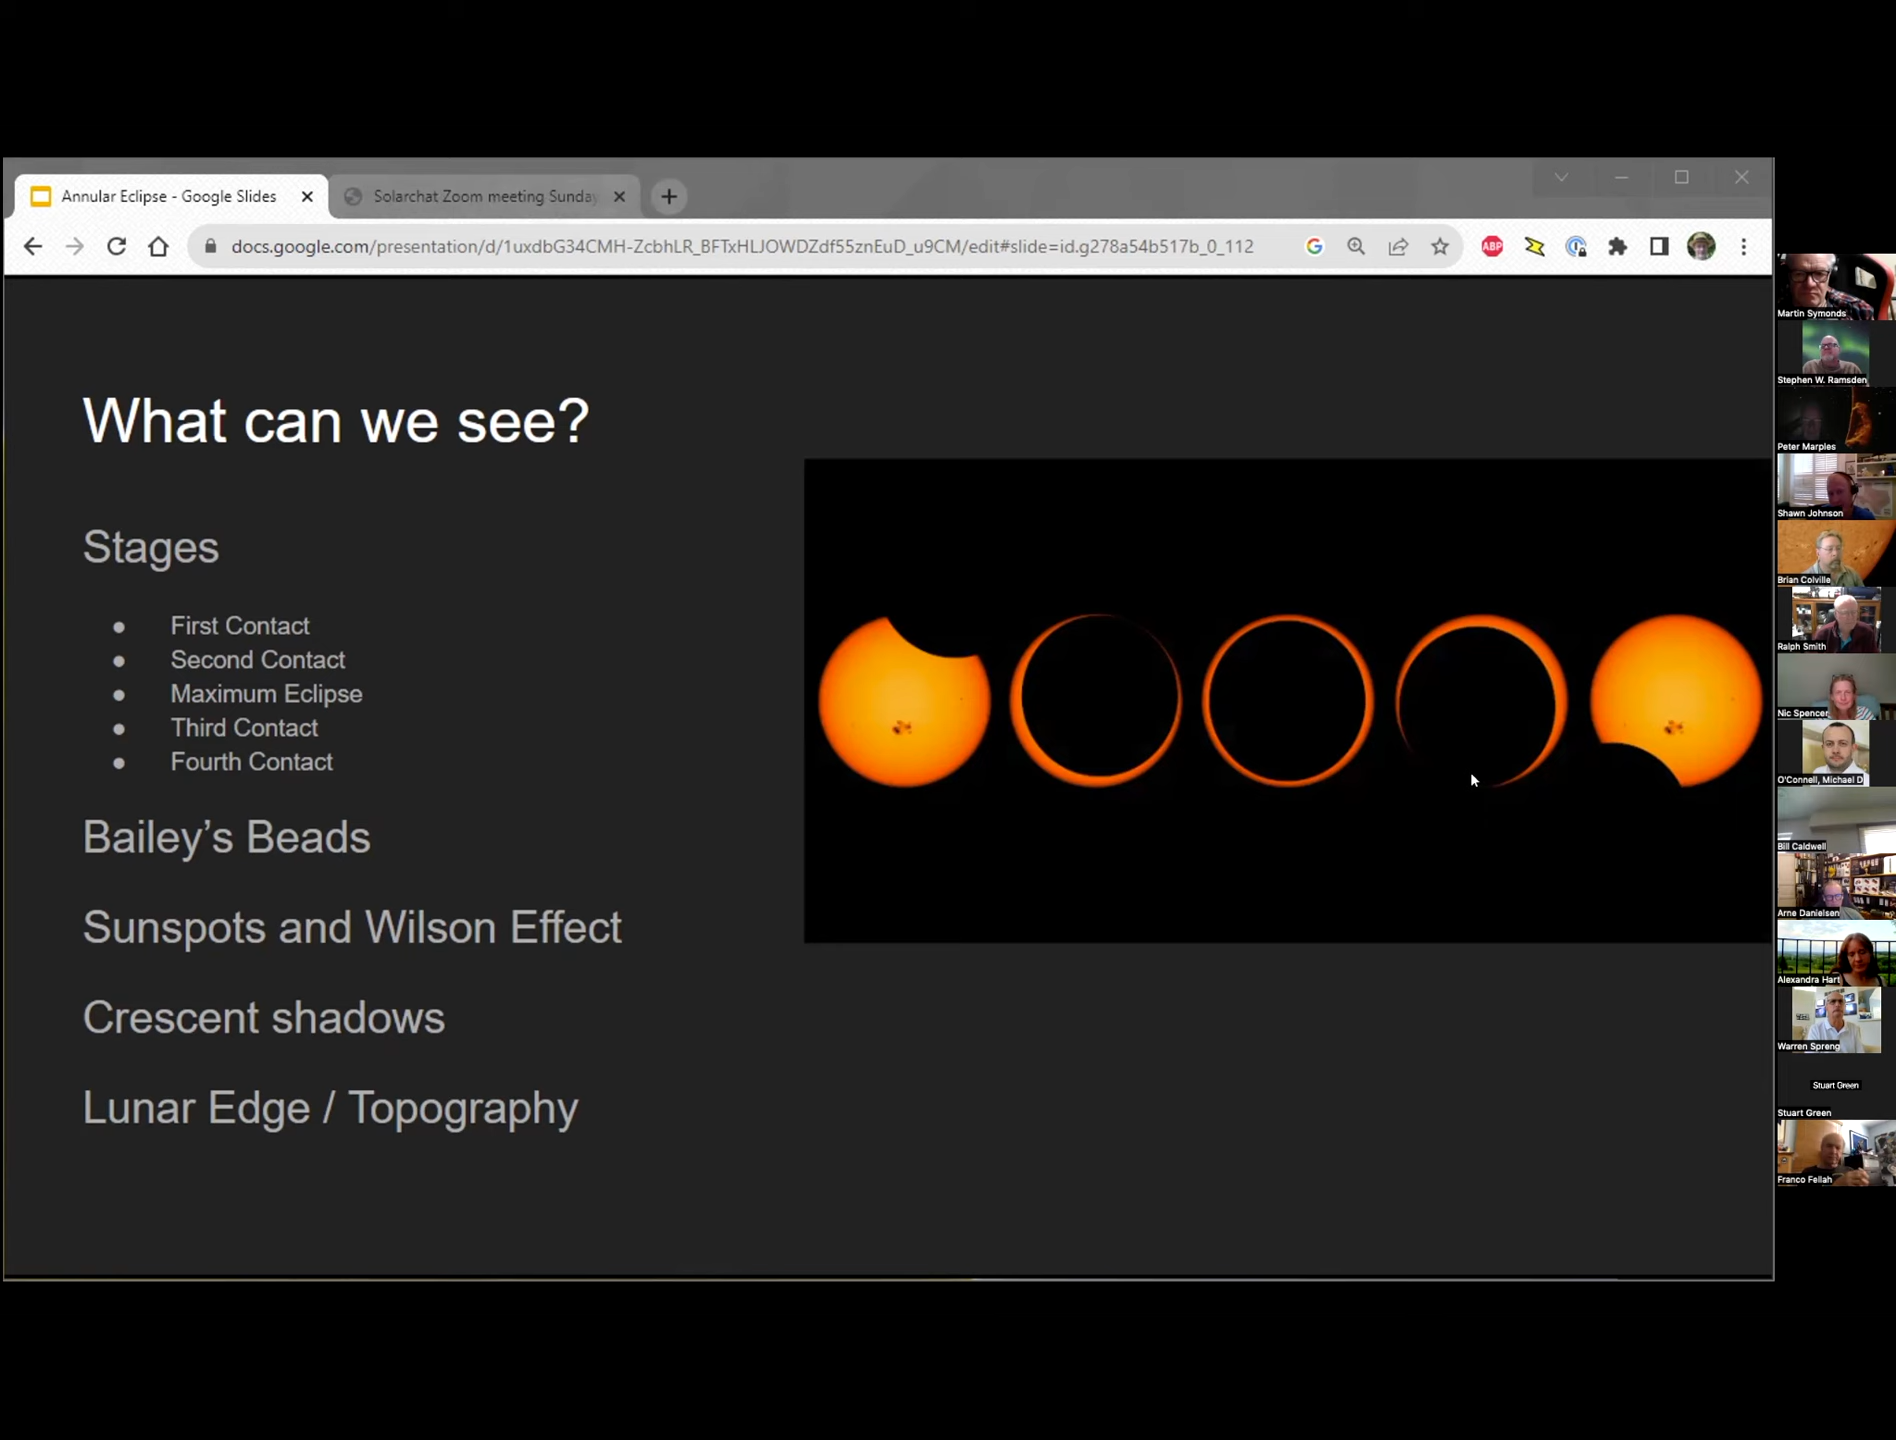 Annular Eclipse - Google Slides
Solarchat Zoom meeting Sunday
docs.google.com/presentation/d/1uxdbG34CMH-ZcbhLR_BFTxHLJOWDZdf55znEuD_u9CM/edit#slide=id.g278a54b517b_0_112
ABP
What can we see?
Stages
● First Contact
● Second Contact
● Maximum Eclipse
● Third Contact
● Fourth Contact
Bailey’s Beads
Sunspots and Wilson Effect
Crescent shadows
Lunar Edge / Topography
Martin Symonds
Stephen W. Ramsden
Peter Marples
Shawn Johnson
Brian Colville
Ralph Smith
Nic Spencer
O'Connell, Michael D
Bill Caldwell
Arne Danielsen
Alexandra Hart
Warren Spreng
Stuart Green
Stuart Green
Franco Fellah